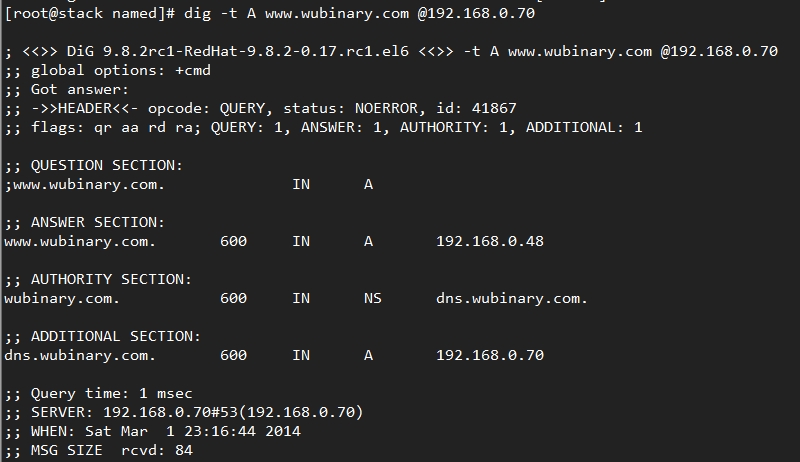 [root@stack named]# dig -t A www.wubinary.com @192.168.0.70
; <<>> DiG 9.8.2rc1-RedHat-9.8.2-0.17.rc1.el6 <<>> -t A www.wubinary.com @192.168.0.70
;; global options: +cmd
;; Got answer:
;; ->>HEADER<<- opcode: QUERY, status: NOERROR, id: 41867
;; flags: qr aa rd ra; QUERY: 1, ANSWER: 1, AUTHORITY: 1, ADDITIONAL: 1
;; QUESTION SECTION:
;www.wubinary.com. IN A
;; ANSWER SECTION:
www.wubinary.com. 600 IN A 192.168.0.48
;; AUTHORITY SECTION:
wubinary.com. 600 IN NS dns.wubinary.com.
;; ADDITIONAL SECTION:
dns.wubinary.com. 600 IN A 192.168.0.70
;; Query time: 1 msec
;; SERVER: 192.168.0.70#53(192.168.0.70)
;; WHEN: Sat Mar  1 23:16:44 2014
;; MSG SIZE  rcvd: 84